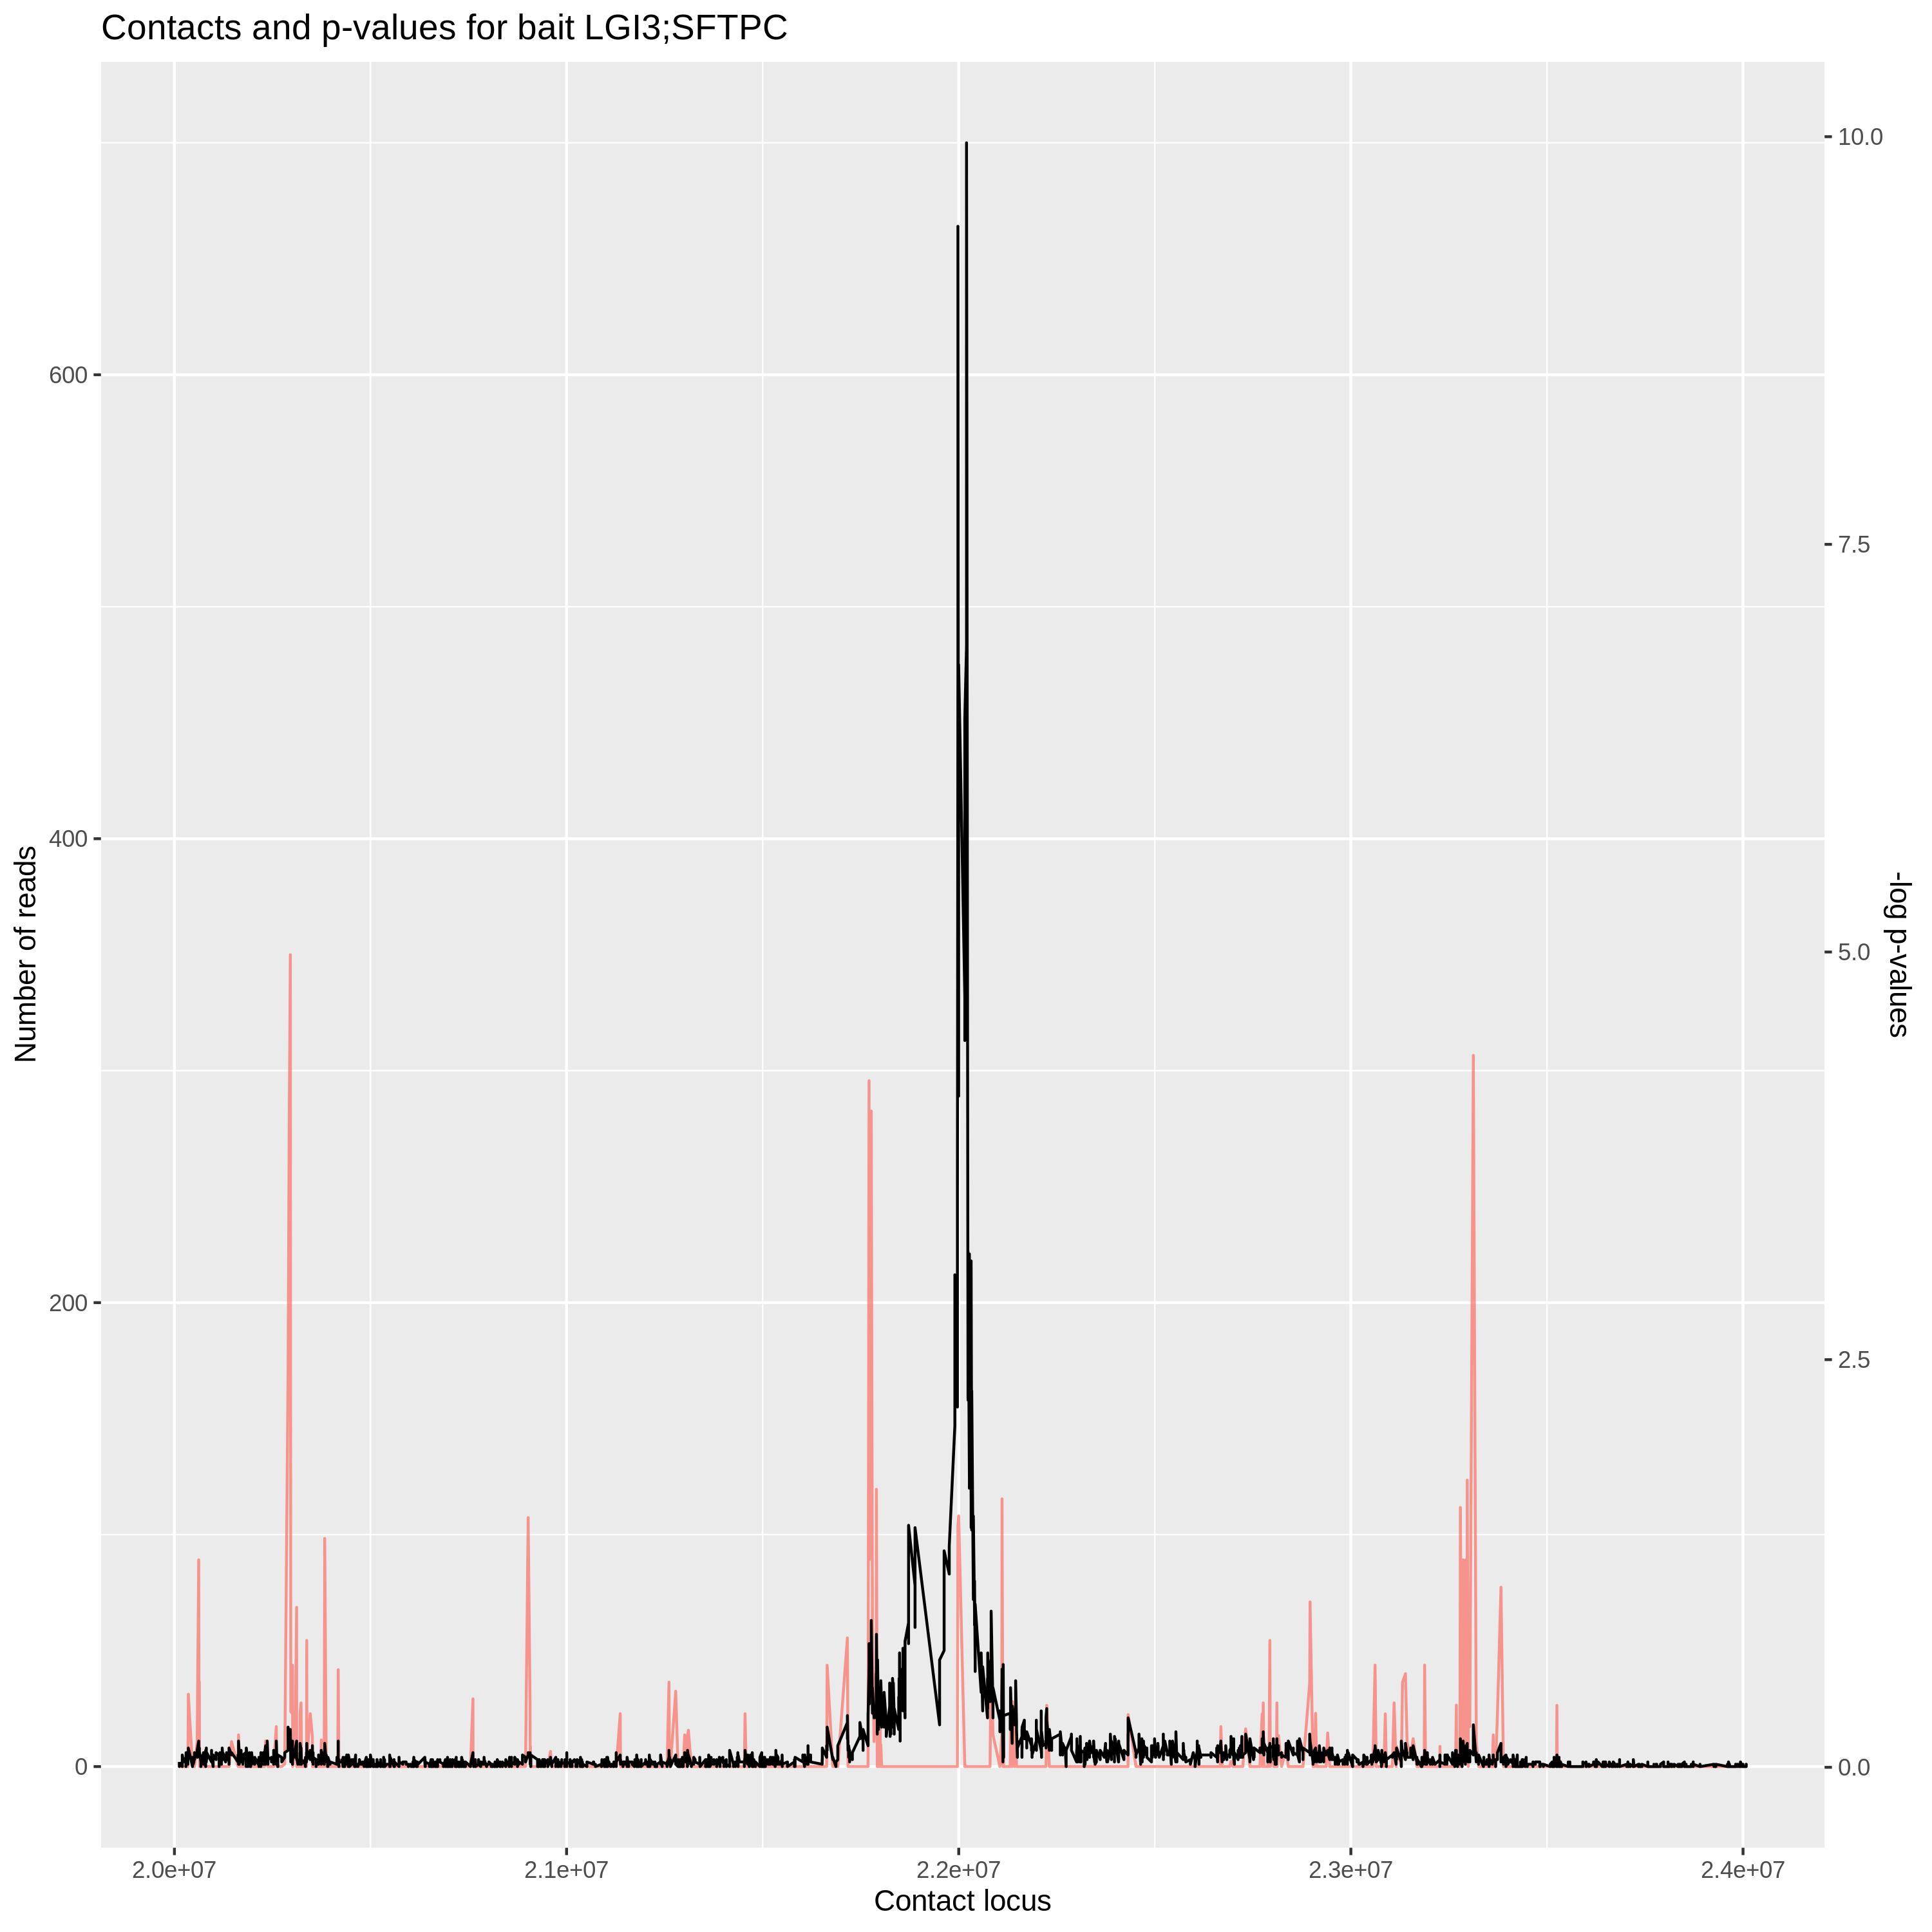 Contacts and p-values for bait LGI3;SFTPC
Number of reads
600
400
200
0
10.0
7.5
5.0
2.5
0.0
-log p-values
2.0e+07
2.1e+07
2.2e+07
2.3e+07
2.4e+07
Contact locus